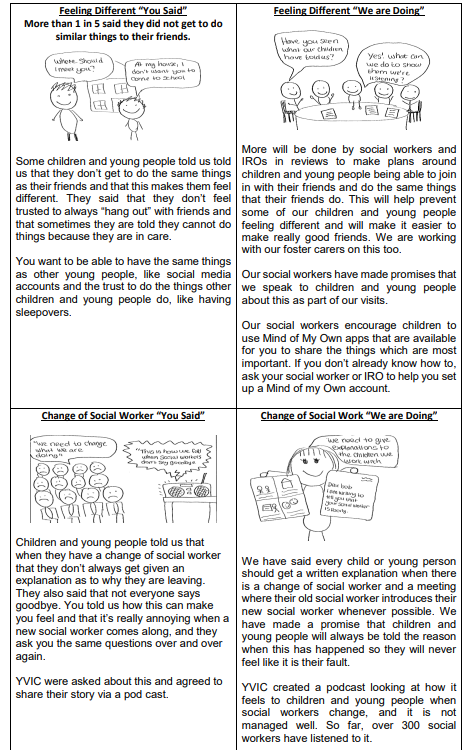 Feeling Different “You Said”
More than 1 in 5 said they did not get to do
similar things to their friends.
Where should
I meet you?
At my house, I
don't want you to
come to school
Some children and young people told us told
us that they don’t get to do the same things
as their friends and that this makes them feel
different. They said that they don’t feel
trusted to always “hang out” with friends and
that sometimes they are told they cannot do
things because they are in care.
You want to be able to have the same things
as other young people, like social media
accounts and the trust to do the things other
children and young people do, like having
sleepovers.
Feeling Different “We are Doing”
Have you seen
what our children
have told us?
Yes! what can
we do to show
them we're
listening?
More will be done by social workers and
IROs in reviews to make plans around
children and young people being able to join
in with their friends and do the same things
that their friends do. This will help prevent
some of our children and young people
feeling different and will make it easier to
make really good friends. We are working
with our foster carers on this too.
Our social workers have made promises that
we speak to children and young people
about this as part of our visits.
Our social workers encourage children to
use Mind of My Own apps that are available
for you to share the things which are most
important. If you don’t already know how to,
ask your social worker or IRO to help you set
up a Mind of my Own account.
Change of Social Worker “You Said”
"we need to change
what we are
doing"
"This is how we feel
when social workers
don't say goodbye"
Children and young people told us that
when they have a change of social worker
that they don’t always get given an
explanation as to why they are leaving.
They also said that not everyone says
goodbye. You told us how this can make
you feel and that it’s really annoying when a
new social worker comes along, and they
ask you the same questions over and over
again.
YVIC were asked about this and agreed to
share their story via a pod cast.
Change of Social Work “We are Doing”
we need to give
explanations to
the children we
work with
Dear bob
I am writing to
tell you that
your social worker
is leaving.
We have said every child or young person
should get a written explanation when there
is a change of social worker and a meeting
where their old social worker introduces their
new social worker whenever possible. We
have made a promise that children and
young people will always be told the reason
when this has happened so they will never
feel like it is their fault.
YVIC created a podcast looking at how it
feels to children and young people when
social workers change, and it is not
managed well. So far, over 300 social
workers have listened to it.